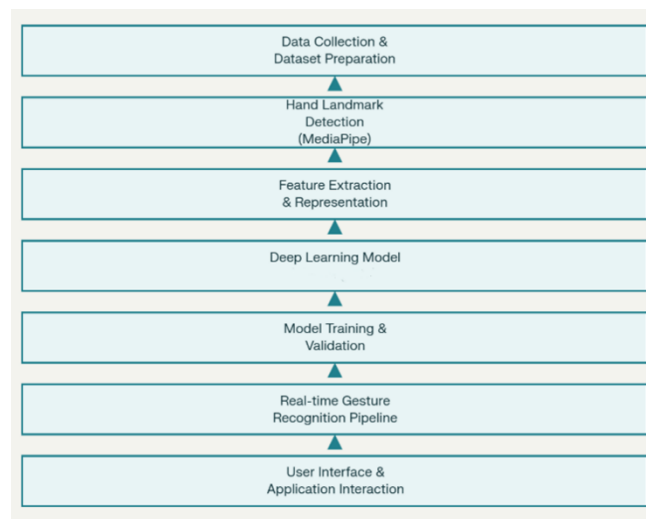 Data Collection &
Dataset Preparation
Hand Landmark
Detection
(MediaPipe)
Feature Extraction
& Representation
Deep Learning Model
Model Training &
Validation
Real-time Gesture
Recognition Pipeline
User Interface &
Application Interaction